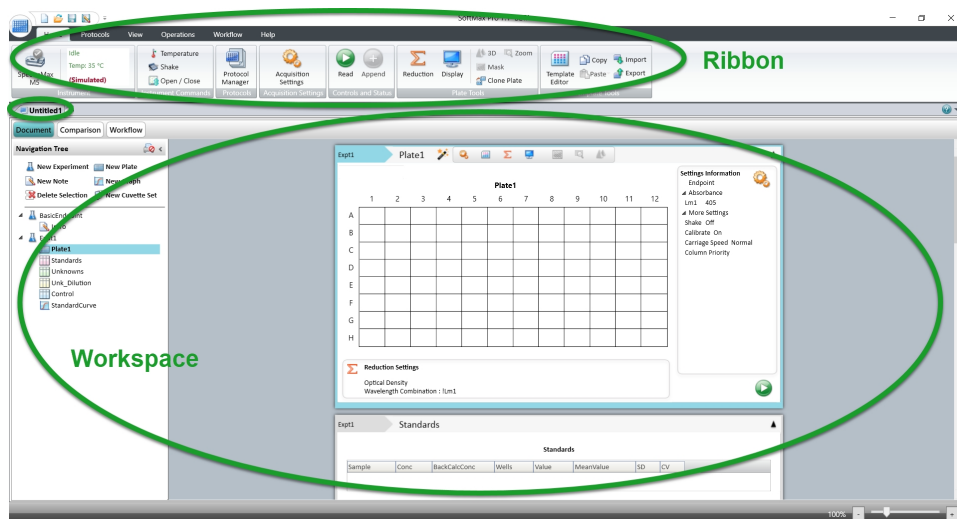 SoftMax Pro
Protocols View Operations Workflow Help
Idle
Temp: 35 °C
(Simulated)
M5
Temperature
Shake
Open / Close
Instrument Commands
Protocol
Manager
Protocols
Acquisition
Settings
Acquisition Settings
Read Append
Controls and Status
Reduction Display
3D Zoom
Mask
Clone Plate
Plate Tools
Template
Editor
Copy Import
Paste Export
Tools
Ribbon
Untitled1
Document Comparison Workflow
Navigation Tree
New Experiment New Plate
New Note New Graph
Delete Selection New Cuvette Set
BasicEndpoint
Plate1
Standards
Unknowns
Unk_Dilution
Control
StandardCurve
Workspace
Expt1 Plate1
Plate1
1 2 3 4 5 6 7 8 9 10 11 12
A
B
C
D
E
F
G
H
Settings Information
Endpoint
Absorbance
Lm1 405
More Settings
Shake Off
Calibrate On
Carriage Speed Normal
Column Priority
Reduction Settings
Optical Density
Wavelength Combination : !Lm1
Expt1 Standards
Standards
Sample Conc BackCalcConc Wells Value MeanValue SD CV
100%